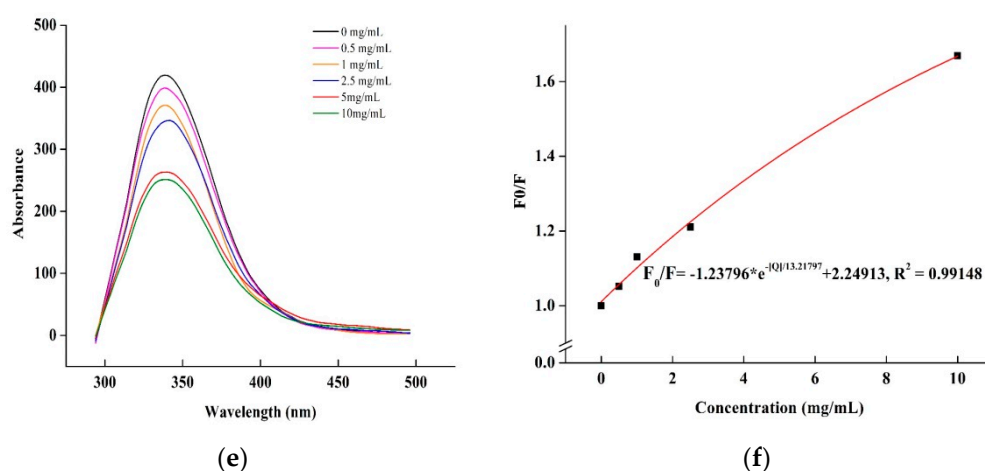 500
400
300
200
100
0
Absorbance
300
350
400
450
500
Wavelength (nm)
0 mg/mL
0.5 mg/mL
1 mg/mL
2.5 mg/mL
5mg/mL
10mg/mL
(e)
1.6
1.4
1.2
1.0
0.0
F0/F
F₀/F= -1.23796*e^-|Q|/13.21797+2.24913, R² = 0.99148
0
2
4
6
8
10
Concentration (mg/mL)
(f)